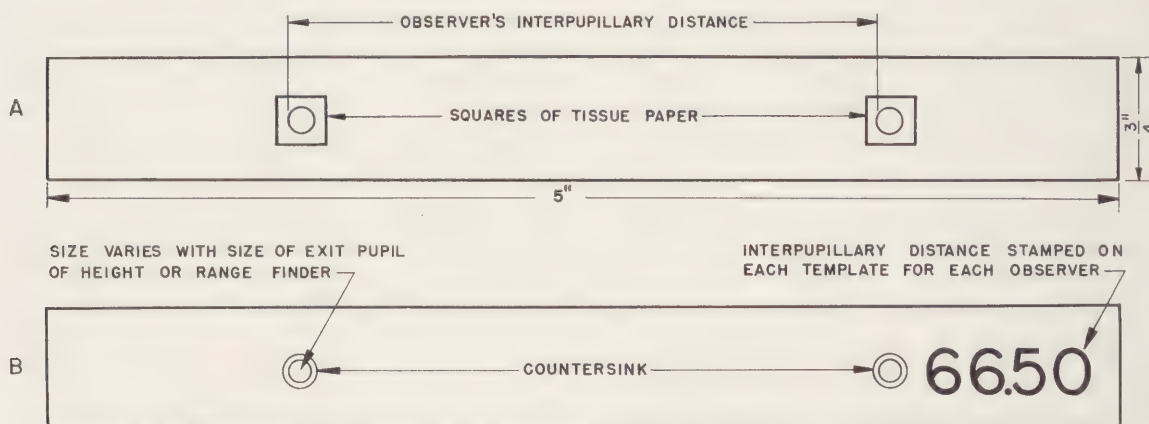 OBSERVER'S INTERPUPILLARY DISTANCE
A
SQUARES OF TISSUE PAPER
3"
4
5"
SIZE VARIES WITH SIZE OF EXIT PUPIL
OF HEIGHT OR RANGE FINDER
INTERPUPILLARY DISTANCE STAMPED ON
EACH TEMPLATE FOR EACH OBSERVER
B
COUNTERSINK
66.50